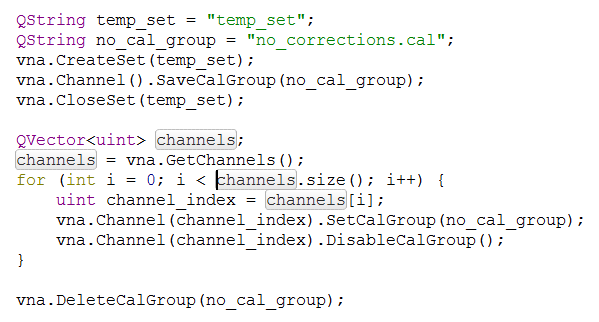 QString temp_set = "temp_set";
QString no_cal_group = "no_corrections.cal";
vna.CreateSet(temp_set);
vna.Channel().SaveCalGroup(no_cal_group);
vna.CloseSet(temp_set);

QVector<uint> channels;
channels = vna.GetChannels();
for (int i = 0; i < channels.size(); i++) {
    uint channel_index = channels[i];
    vna.Channel(channel_index).SetCalGroup(no_cal_group);
    vna.Channel(channel_index).DisableCalGroup();
}

vna.DeleteCalGroup(no_cal_group);